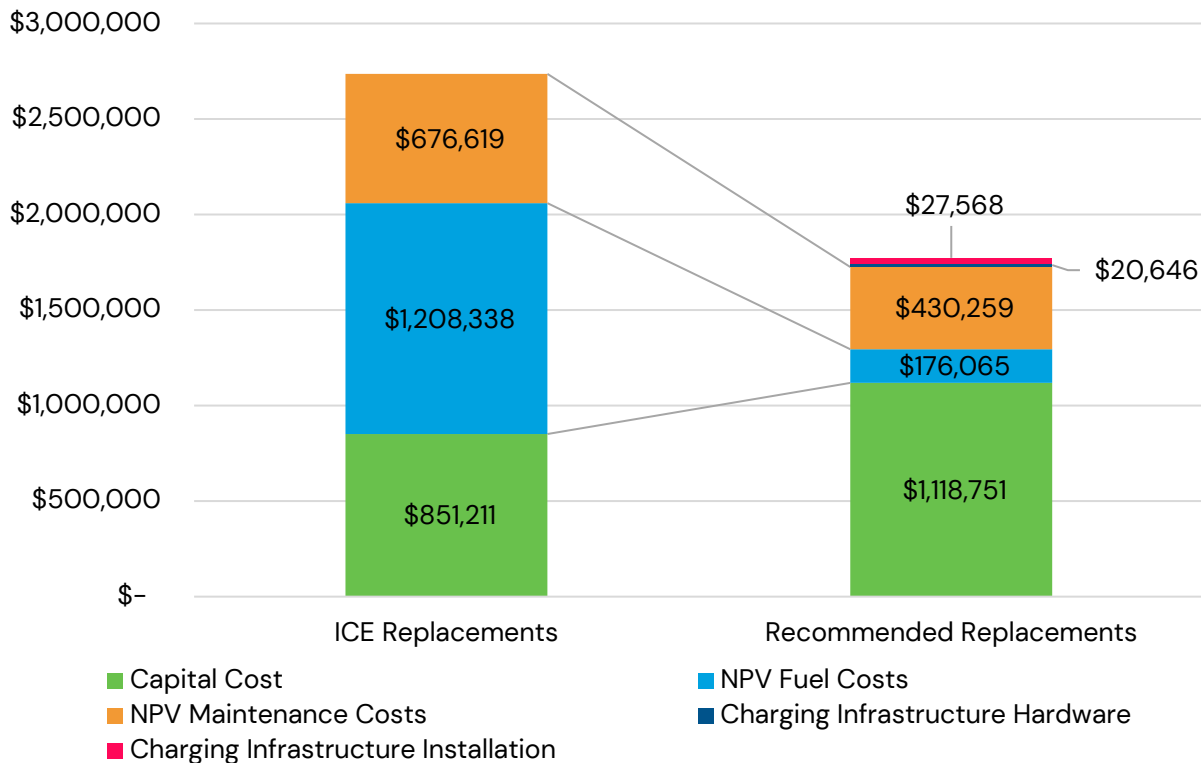 $3,000,000
$2,500,000
$2,000,000
$1,500,000
$1,000,000
$500,000
$-
$676,619
$1,208,338
$851,211
$27,568
$20,646
$430,259
$176,065
$1,118,751
ICE Replacements
Recommended Replacements
Capital Cost
NPV Fuel Costs
NPV Maintenance Costs
Charging Infrastructure Hardware
Charging Infrastructure Installation